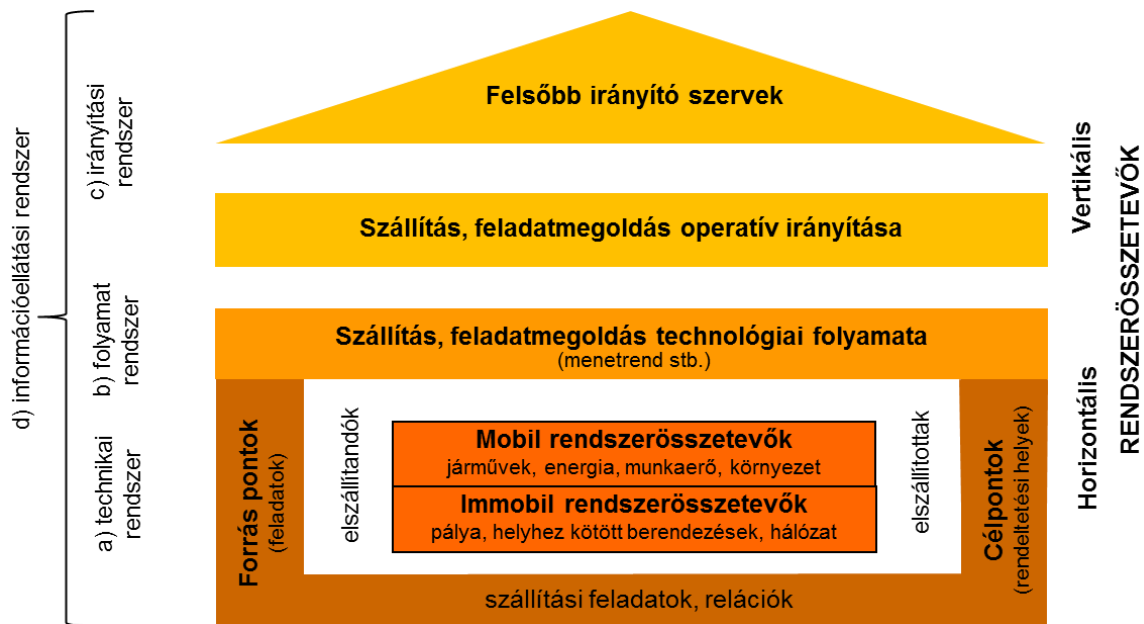 d) információellátási rendszer
c) irányítási
rendszer
b) folyamat
rendszer
a) technikai
rendszer
Felsőbb irányító szervek
Szállítás, feladatmegoldás operatív irányítása
Szállítás, feladatmegoldás technológiai folyamata
(menetrend stb.)
Forrás pontok
(feladatok)
elszállítandók
Mobil rendszerösszetevők
járművek, energia, munkaerő, környezet
Immobil rendszerösszetevők
pálya, helyhez kötött berendezések, hálózat
elszállítottak
Célpontok
(rendeltetési helyek)
szállítási feladatok, relációk
Vertikális
Horizontális
RENDSZERÖSSZETEVŐK